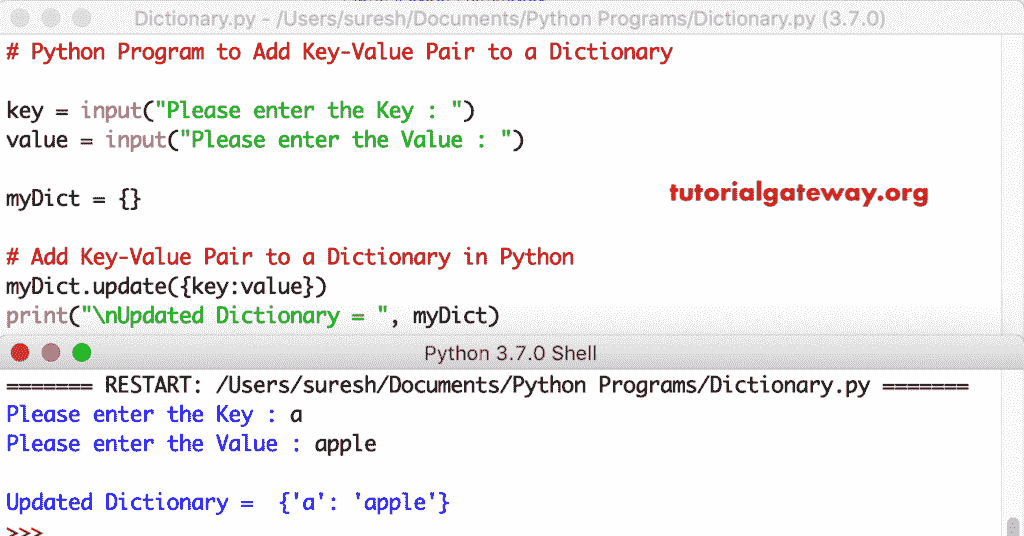 Dictionary.py - /Users/suresh/Documents/Python Programs/Dictionary.py (3.7.0)
# Python Program to Add Key-Value Pair to a Dictionary
key = input("Please enter the Key : ")
value = input("Please enter the Value : ")
myDict = {}
tutorialgateway.org
# Add Key-Value Pair to a Dictionary in Python
myDict.update({key:value})
print("\nUpdated Dictionary = ", myDict)
Python 3.7.0 Shell
======= RESTART: /Users/suresh/Documents/Python Programs/Dictionary.py =======
Please enter the Key : a
Please enter the Value : apple
Updated Dictionary =  {'a': 'apple'}
>>>